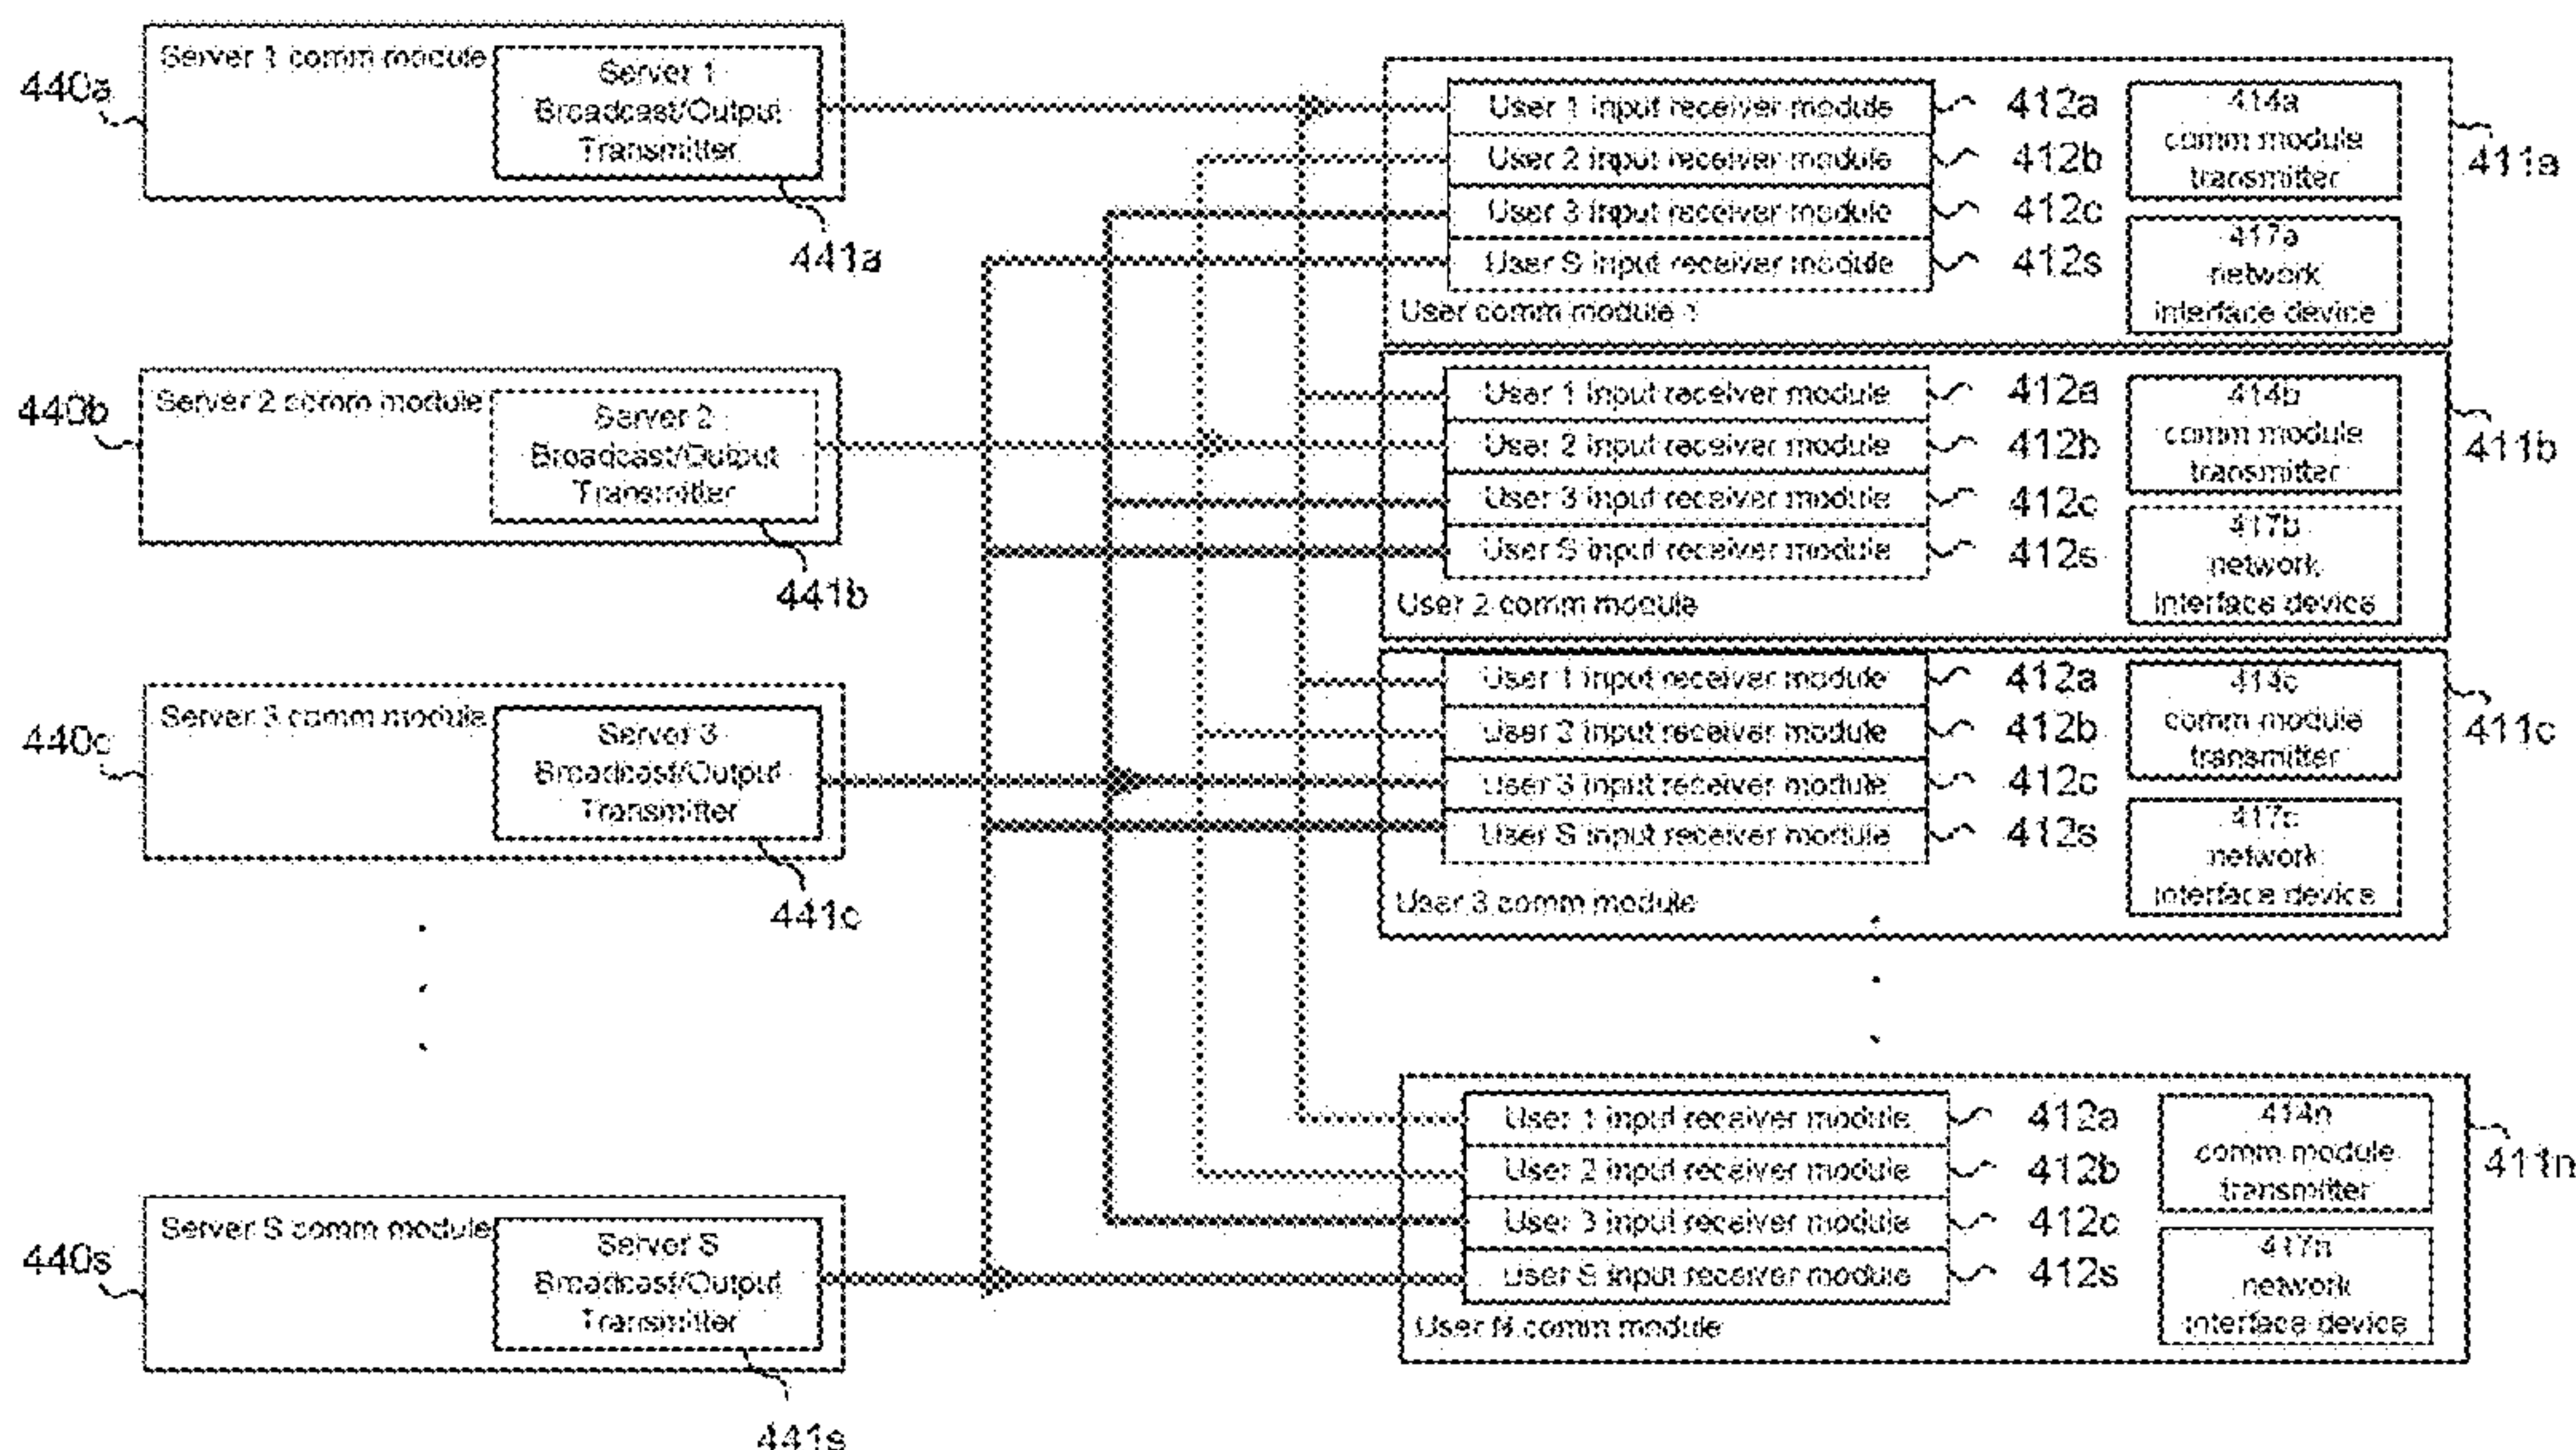 440a
Server 1 comm module
Server 1
Broadcast/Output
Transmitter
441a
440b
Server 2 comm module
Server 2
Broadcast/Output
Transmitter
441b
440c
Server 3 comm module
Server 3
Broadcast/Output
Transmitter
441c
440s
Server S comm module
Server S
Broadcast/Output
Transmitter
441s
User 1 input receiver module
412a
User 2 input receiver module
412b
User 3 input receiver module
412c
User S input receiver module
412s
User comm module 1
414a
comm module
transmitter
417a
network
interface device
411a
User 1 input receiver module
412a
User 2 input receiver module
412b
User 3 input receiver module
412c
User S input receiver module
412s
User 2 comm module
414b
comm module
transmitter
417b
network
interface device
411b
User 1 input receiver module
412a
User 2 input receiver module
412b
User 3 input receiver module
412c
User S input receiver module
412s
User 3 comm module
414c
comm module
transmitter
417c
network
interface device
411c
User 1 input receiver module
412a
User 2 input receiver module
412b
User 3 input receiver module
412c
User S input receiver module
412s
User N comm module
414n
comm module
transmitter
417n
network
interface device
411n